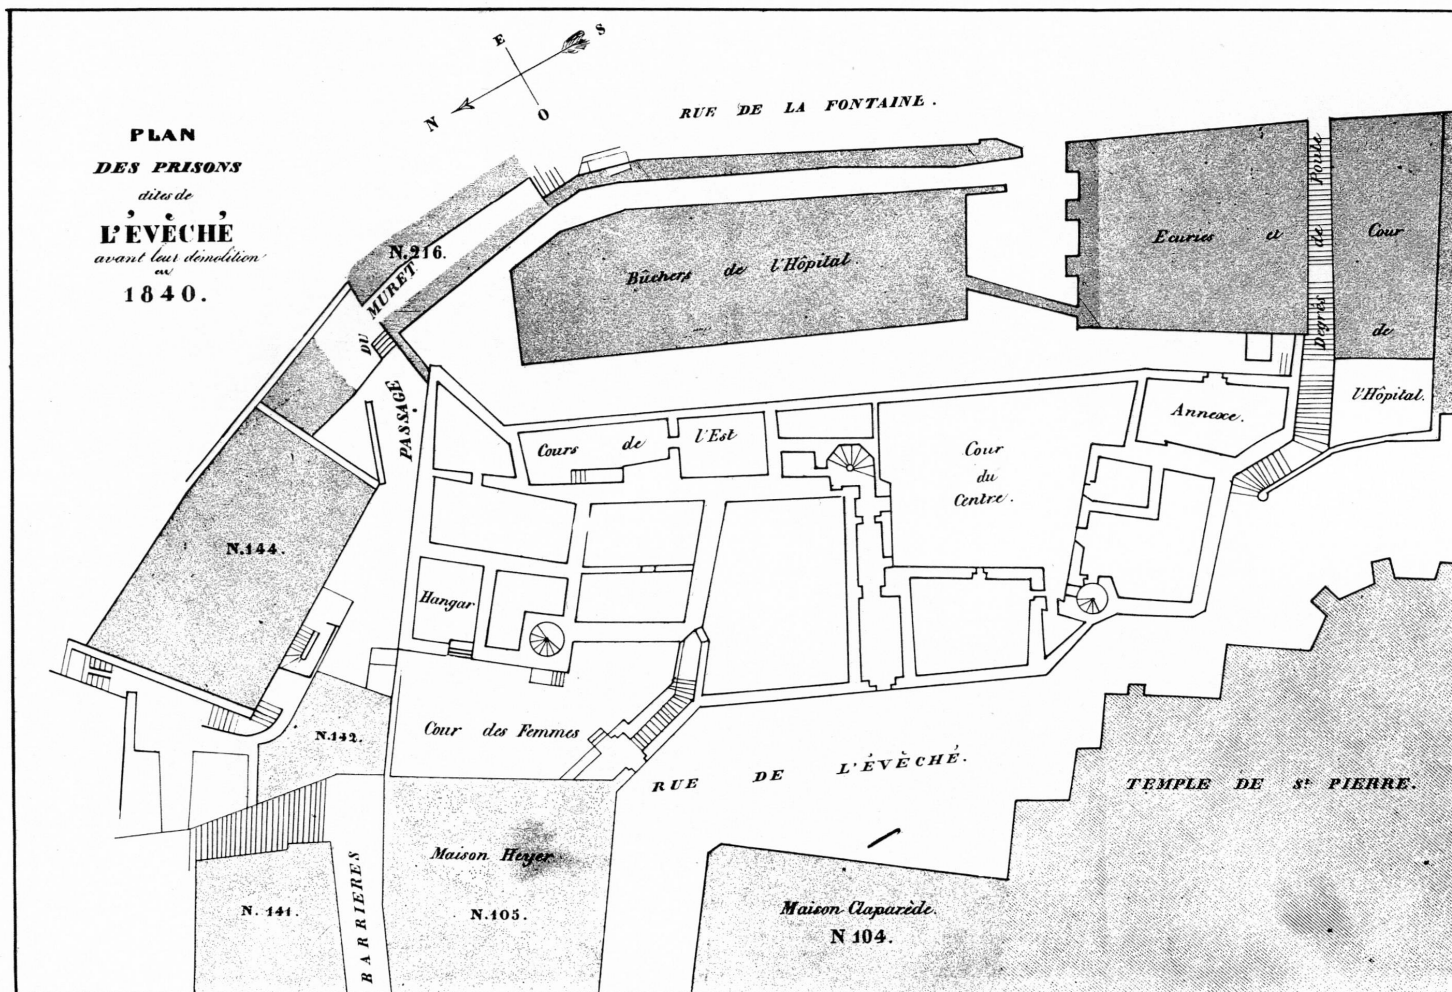 PLAN
DES PRISONS
dites de
L'ÉVÈCHÉ
avant leur démolition
en
1840.
E
S
N
O
RUE DE LA FONTAINE.
N.216.
PASSAGE DU MURET
Bûchers de l'Hôpital.
Ecuries et
Degrés de Poule
Cour
de
l'Hôpital.
Cours de l'Est
Cour
du
Centre.
Annexe.
N.144.
Hangar
N.142.
Cour des Femmes
RUE DE L'ÉVÈCHÉ.
TEMPLE DE St PIERRE.
BARRIERES
Maison Heyer
N.105.
N. 141.
Maison Claparède.
N 104.